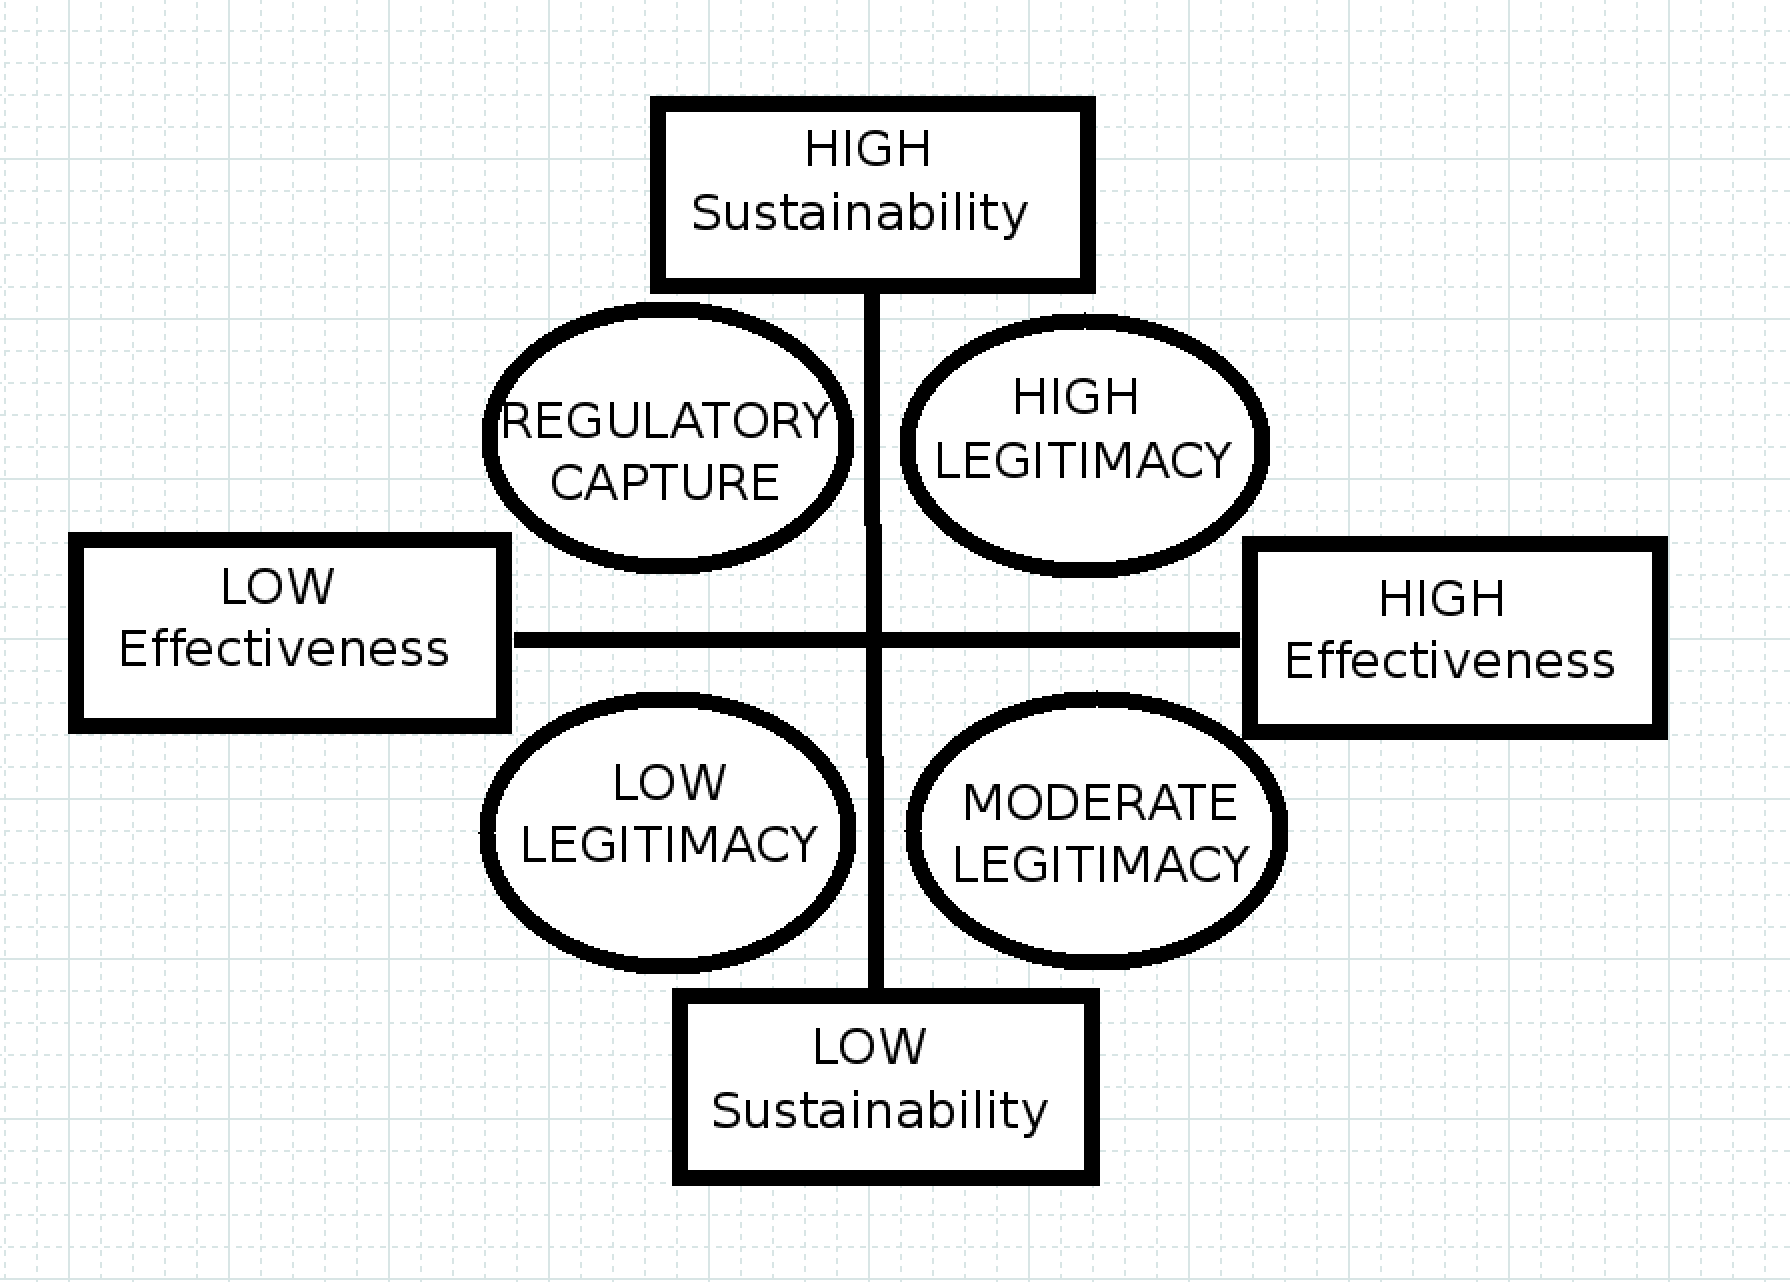 HIGH
Sustainability
REGULATORY
CAPTURE
HIGH
LEGITIMACY
LOW
Effectiveness
HIGH
Effectiveness
LOW
LEGITIMACY
MODERATE
LEGITIMACY
LOW
Sustainability